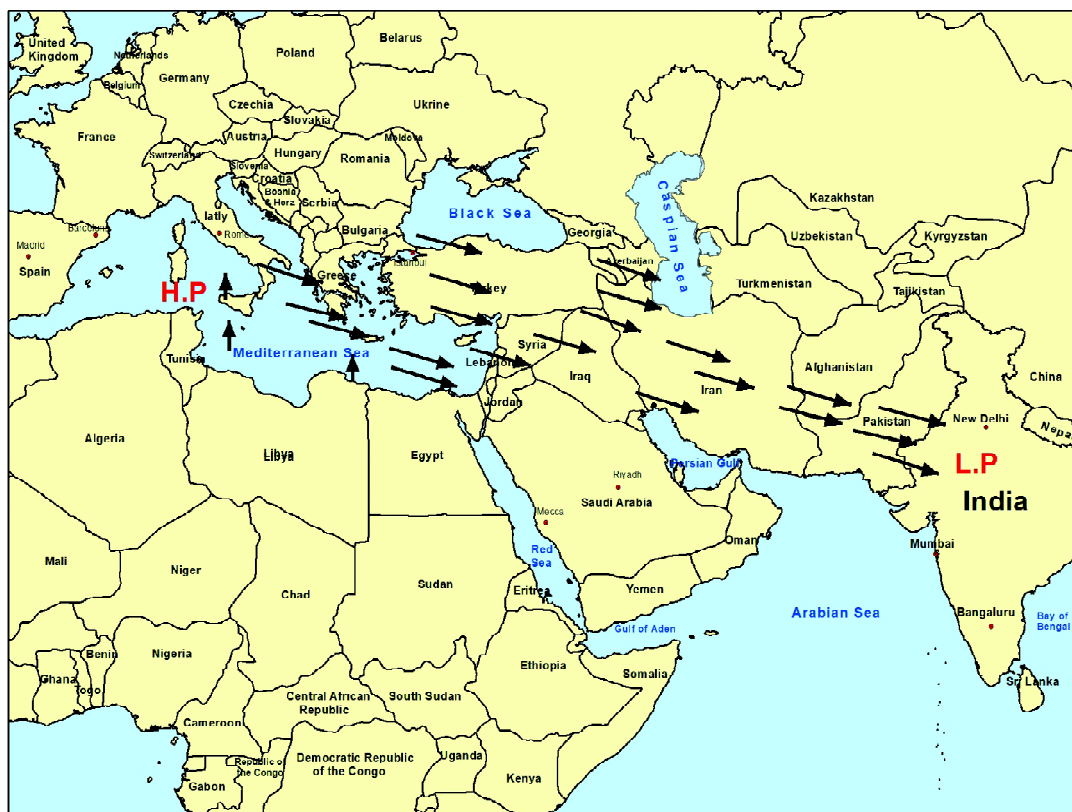 Belarus
United
Kingdom
Netherlands
Poland
Germany
Belgium
Ukrine
Czechia
Slovakia
France
Austria
Moldova
Switzerland
Hungary
Romania
Slovenia
Croatia
Bosnia
& Herz
Serbia
Caspian Sea
Kazakhstan
Iatly
Black Sea
Barcelona
Rome
Bulgaria
Georgia
Uzbekistan
Kyrgyzstan
Madrid
Spain
Istanbul
Azerbaijan
Greece
Turkey
Turkmenistan
Tajikistan
H.P
Tunisia
Mediterranean Sea
Syria
Lebanon
Afghanistan
Iraq
Iran
China
Jordan
Pakistan
New Delhi
Nepal
Algeria
Libya
Libya
Egypt
Persian Gulf
L.P
Riyadh
Saudi Arabia
India
Mecca
Oman
Mumbai
Red
Sea
Mali
Niger
Chad
Sudan
Eritrea
Yemen
Arabian Sea
Bangaluru
Bay of
Bengal
Gulf of Aden
Benin
Nigeria
Ethiopia
Somalia
Ghana
Togo
Central African
Republic
South Sudan
Sri Lanka
Cameroon
Republic of
the Congo
Democratic Republic
of the Congo
Uganda
Kenya
Gabon